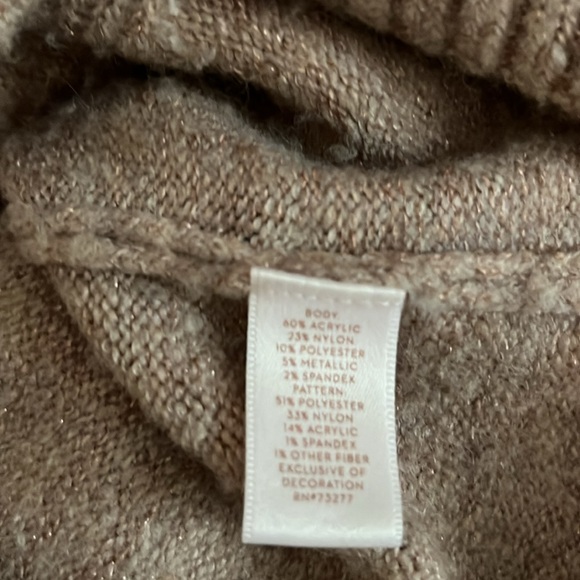 BODY:
60% ACRYLIC
23% NYLON
10% POLYESTER
5% METALLIC
2% SPANDEX
PATTERN:
51% POLYESTER
33% NYLON
14% ACRYLIC
1% SPANDEX
1% OTHER FIBER
EXCLUSIVE OF
DECORATION
RN#73277